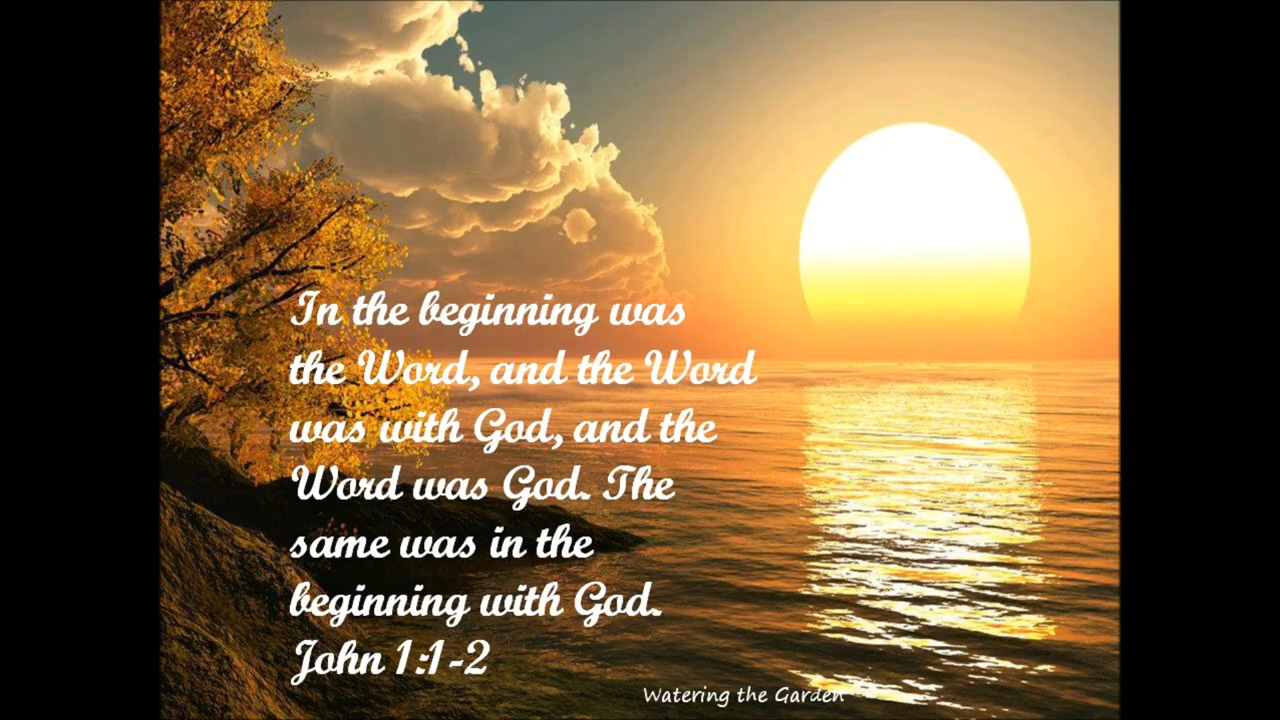 In the beginning was
the Word, and the Word
was with God, and the
Word was God. The
same was in the
beginning with God.
John 1:1-2
Watering the Garden